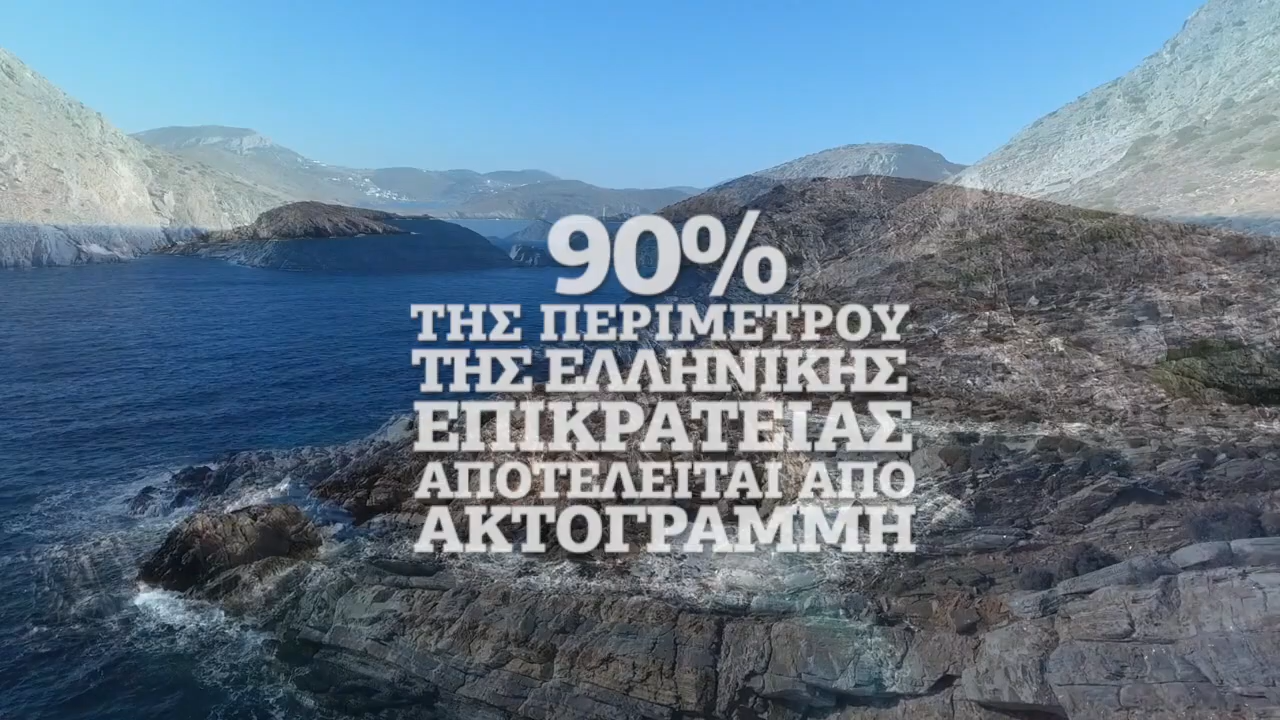 90%
ΤΗΣ ΠΕΡΙΜΕΤΡΟΥ
ΤΗΣ ΕΛΛΗΝΙΚΗΣ
ΕΠΙΚΡΑΤΕΙΑΣ
ΑΠΟΤΕΛΕΙΤΑΙ ΑΠΟ
ΑΚΤΟΓΡΑΜΜΗ